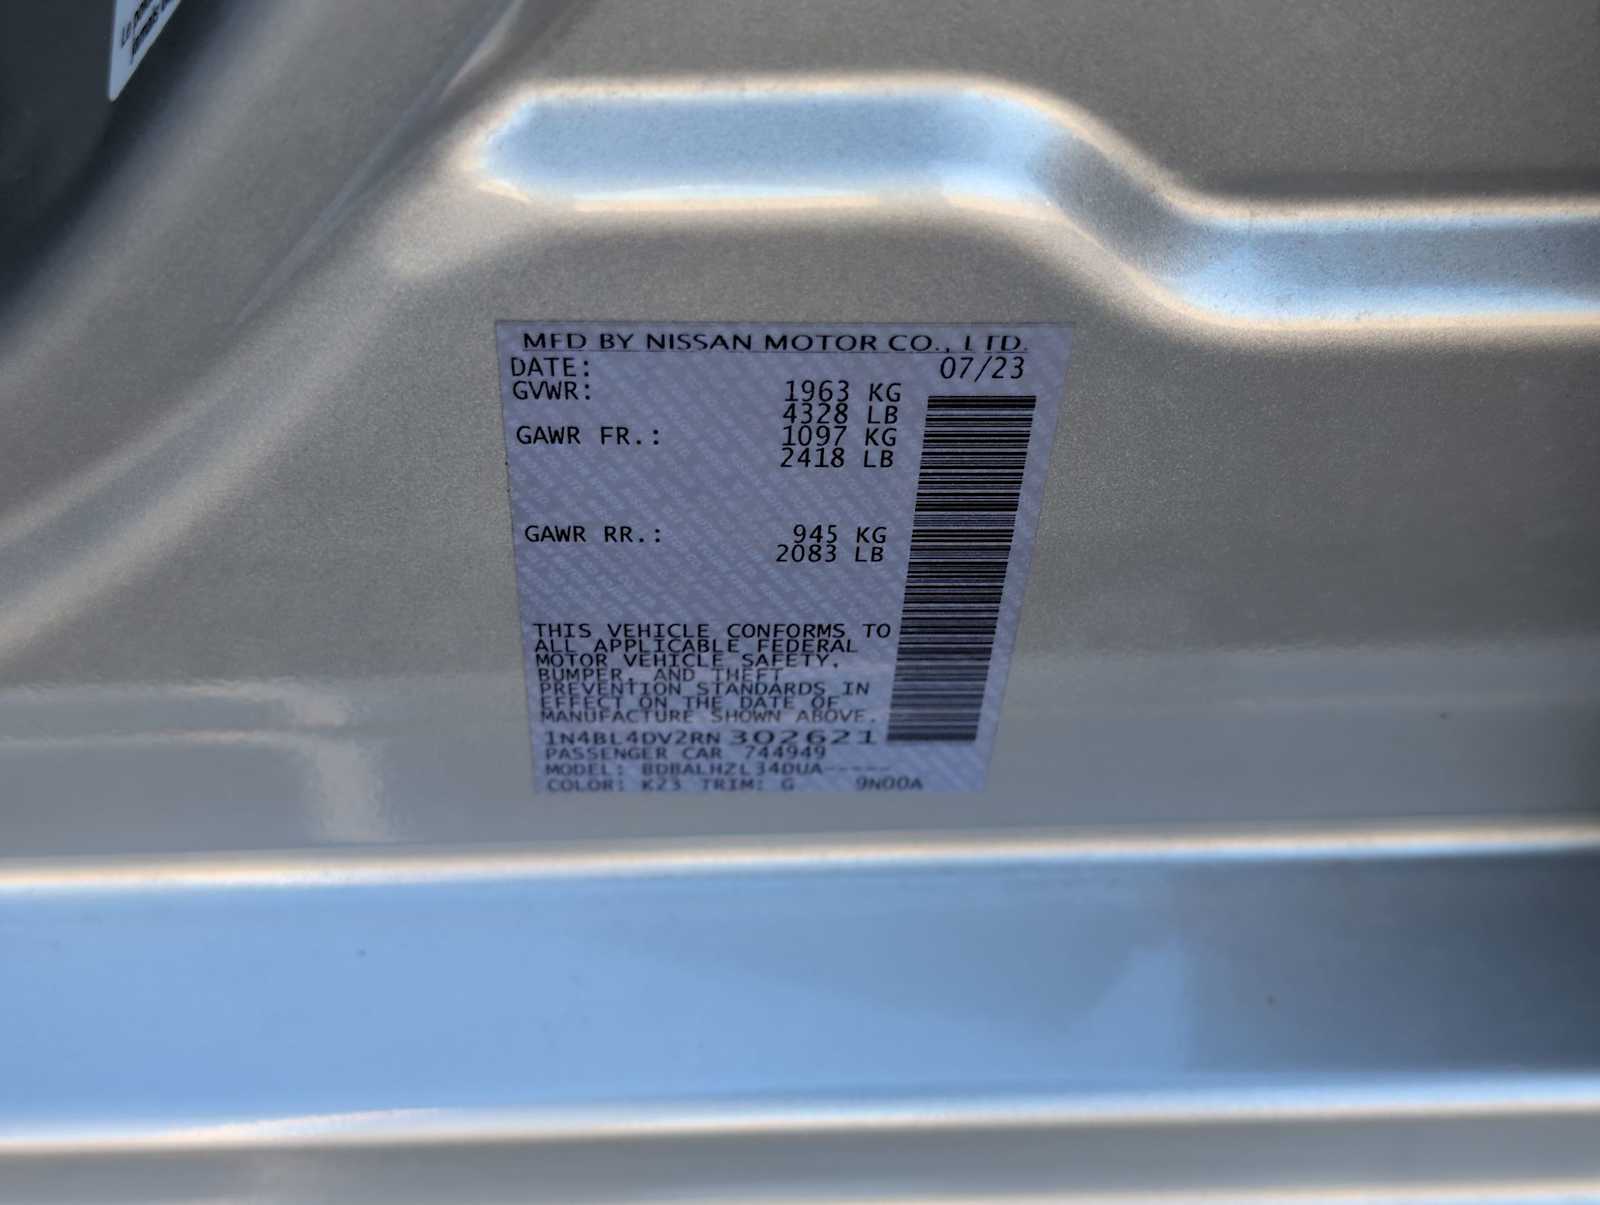 MFD BY NISSAN MOTOR CO., LTD.
DATE: 07/23
GVWR: 1963 KG
4328 LB
GAWR FR.: 1097 KG
2418 LB
GAWR RR.: 945 KG
2083 LB
THIS VEHICLE CONFORMS TO
ALL APPLICABLE FEDERAL
MOTOR VEHICLE SAFETY,
BUMPER, AND THEFT
PREVENTION STANDARDS IN
EFFECT ON THE DATE OF
MANUFACTURE SHOWN ABOVE.
1N4BL4DV2RN302621
PASSENGER CAR 744949
MODEL: BDBALHZL34DUA-----
COLOR: K23 TRIM: G 9N00A